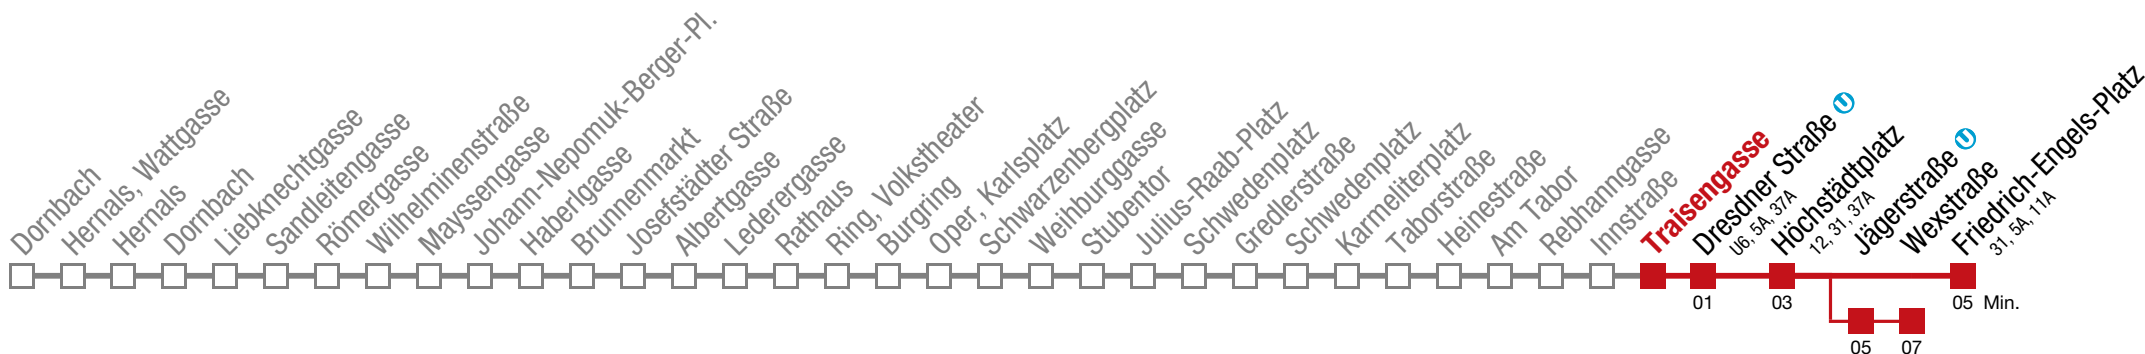 Dornbach
Hernals, Wattgasse
Hernals
Dornbach
Liebknechtgasse
Sandleitengasse
Römergasse
Wilhelminenstraße
Mayssengasse
Johann-Nepomuk-Berger-Pl.
Haberlgasse
Brunnenmarkt
Josefstädter Straße
Albertgasse
Lederergasse
Rathaus
Ring, Volkstheater
Burgring
Oper, Karlsplatz
Schwarzenbergplatz
Weihburggasse
Stubentor
Julius-Raab-Platz
Schwedenplatz
Gredlerstraße
Schwedenplatz
Karmeliterplatz
Taborstraße
Heinestraße
Am Tabor
Rebhanngasse
Innstraße
Traisengasse
Dresdner Straße U
U6, 5A, 37A
Höchstädtplatz
12, 31, 37A
Jägerstraße U
Wexstraße
Friedrich-Engels-Platz
31, 5A, 11A
01
03
05 Min.
05
07